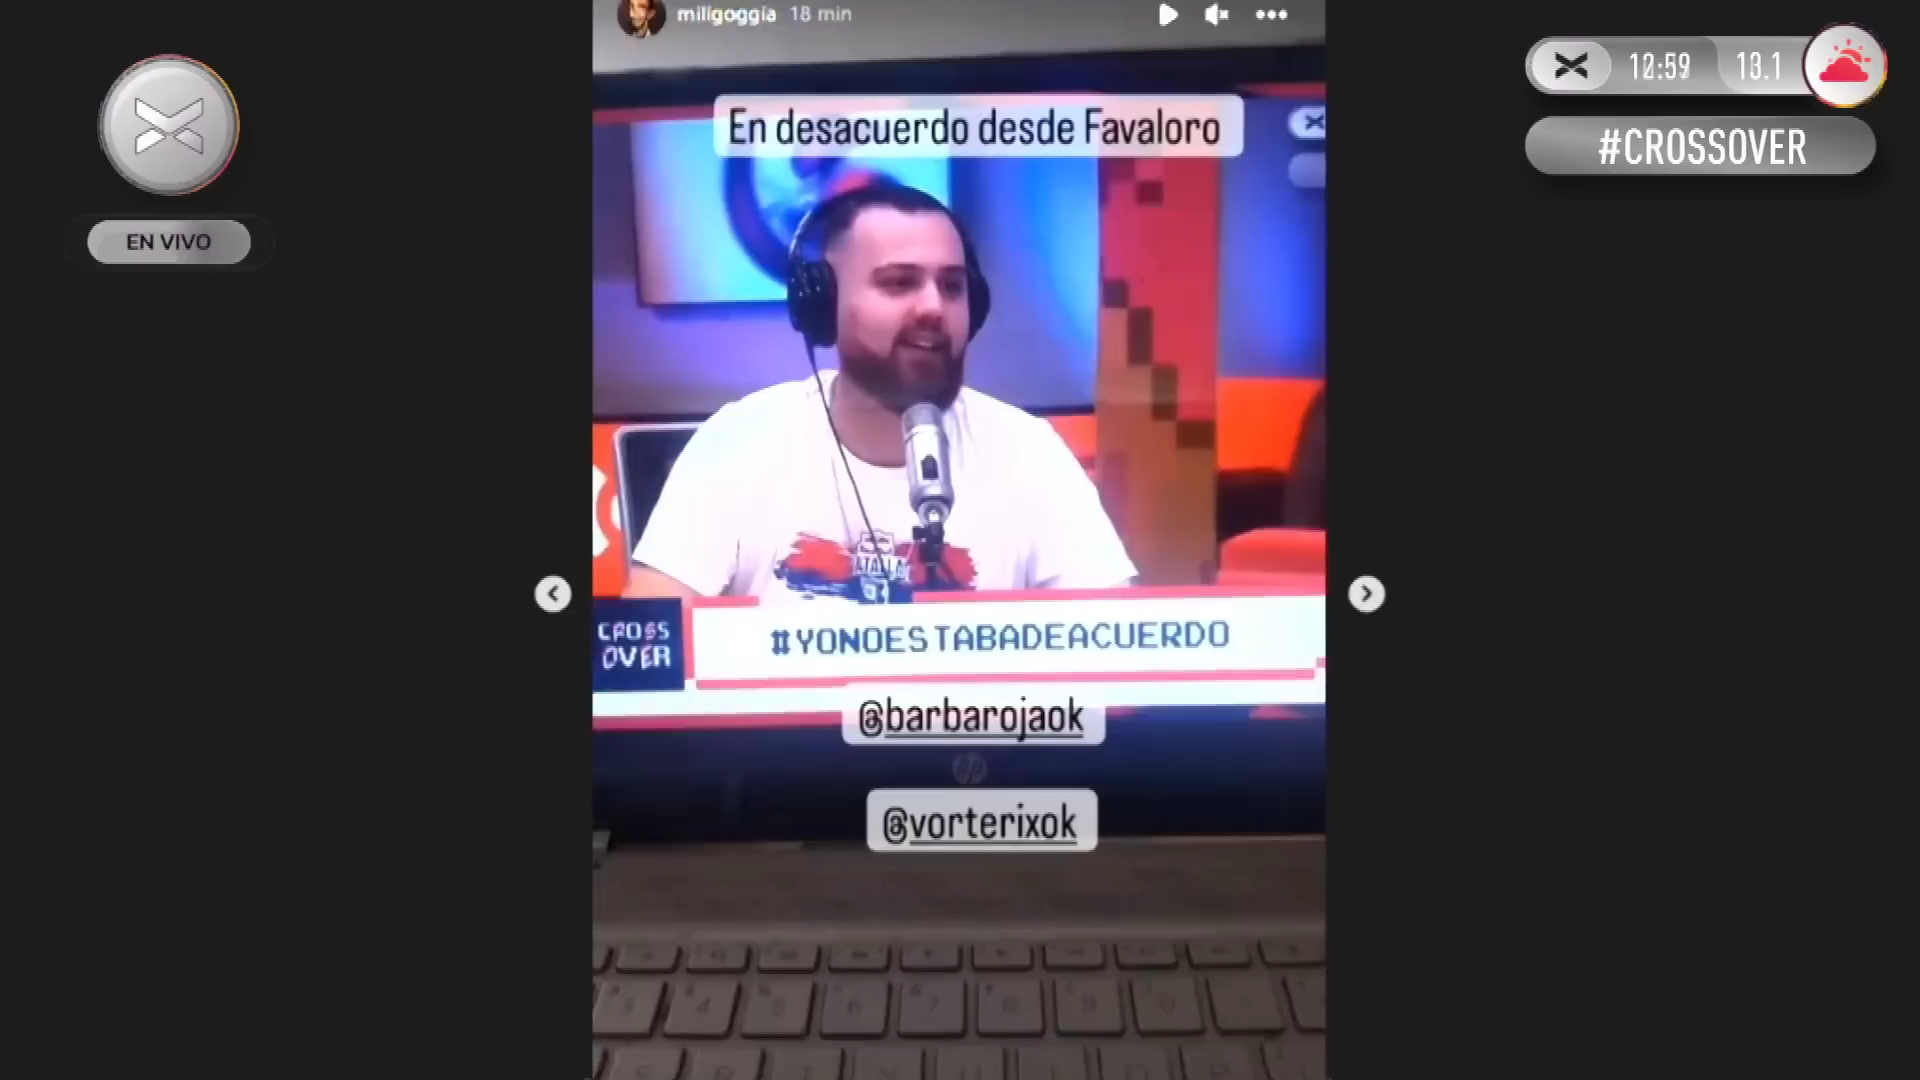 miligoggia 18 min
EN VIVO
12:59 13.1
#CROSSOVER
En desacuerdo desde Favaloro
CROSS
OVER
#YONOESTABADEACUERDO
@barbarojaok
hp
@vorterixok